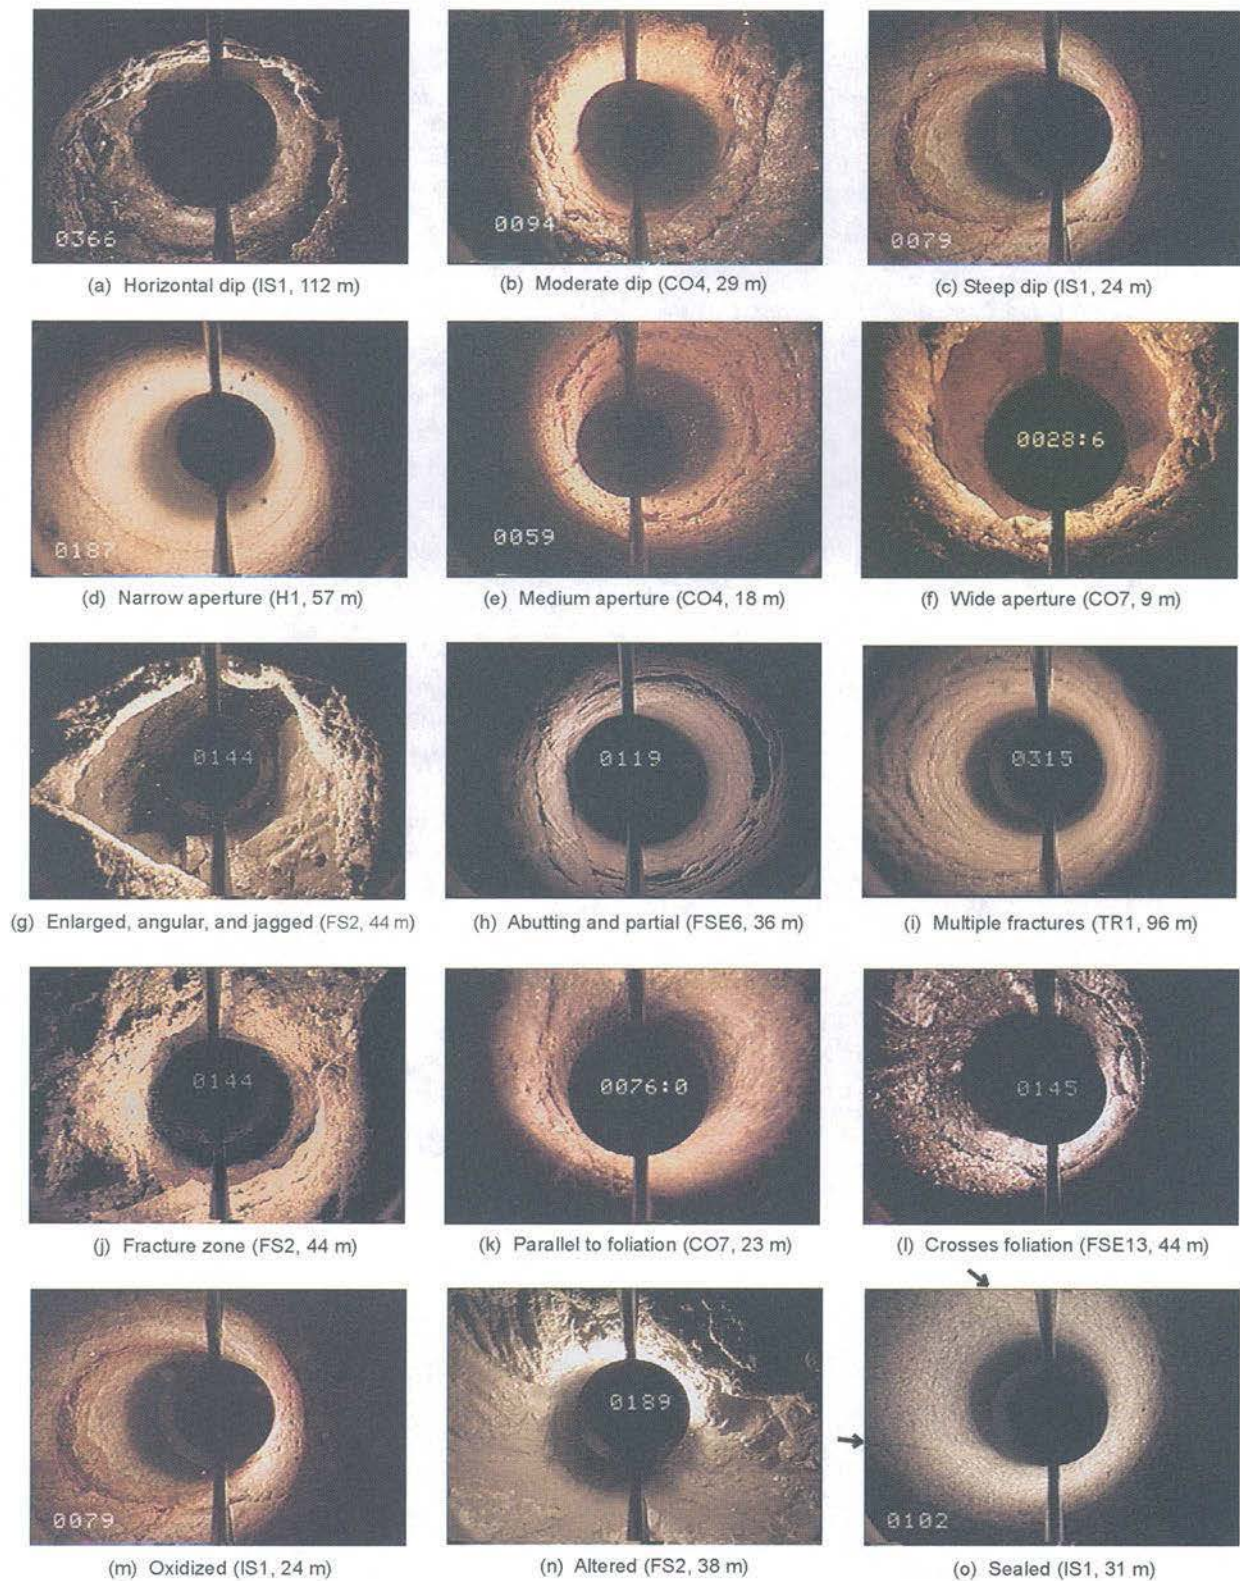 0366
0094
0079
(a) Horizontal dip (IS1, 112 m)
(b) Moderate dip (CO4, 29 m)
(c) Steep dip (IS1, 24 m)
0187
0059
0028:6
(d) Narrow aperture (H1, 57 m)
(e) Medium aperture (CO4, 18 m)
(f) Wide aperture (CO7, 9 m)
0144
0119
0315
(g) Enlarged, angular, and jagged (FS2, 44 m)
(h) Abutting and partial (FSE6, 36 m)
(i) Multiple fractures (TR1, 96 m)
0144
0076:0
0145
(j) Fracture zone (FS2, 44 m)
(k) Parallel to foliation (CO7, 23 m)
(l) Crosses foliation (FSE13, 44 m)
0079
0189
0102
(m) Oxidized (IS1, 24 m)
(n) Altered (FS2, 38 m)
(o) Sealed (IS1, 31 m)